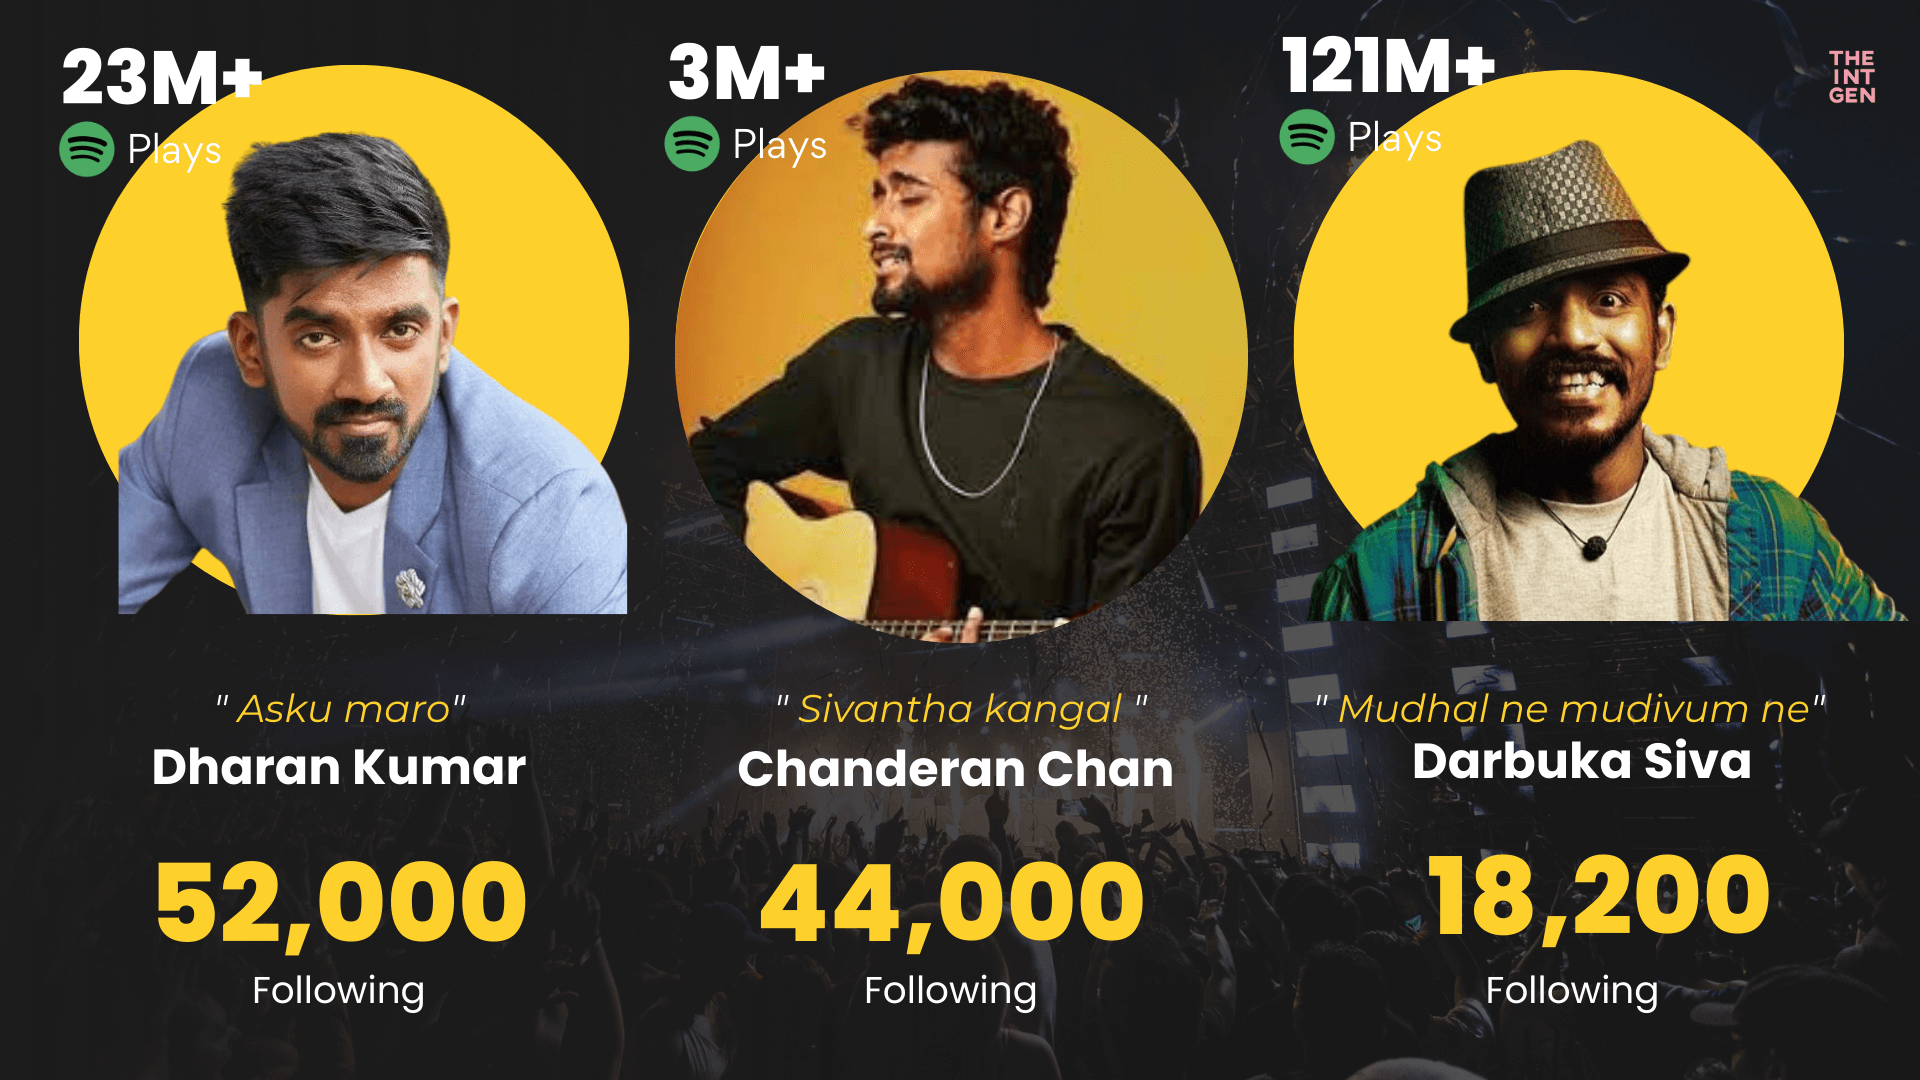 23M+
Plays
" Asku maro"
Dharan Kumar
52,000
Following
3M+
Plays
" Sivantha kangal "
Chanderan Chan
44,000
Following
121M+
Plays
" Mudhal ne mudivum ne"
Darbuka Siva
18,200
Following
THE
INT
GEN